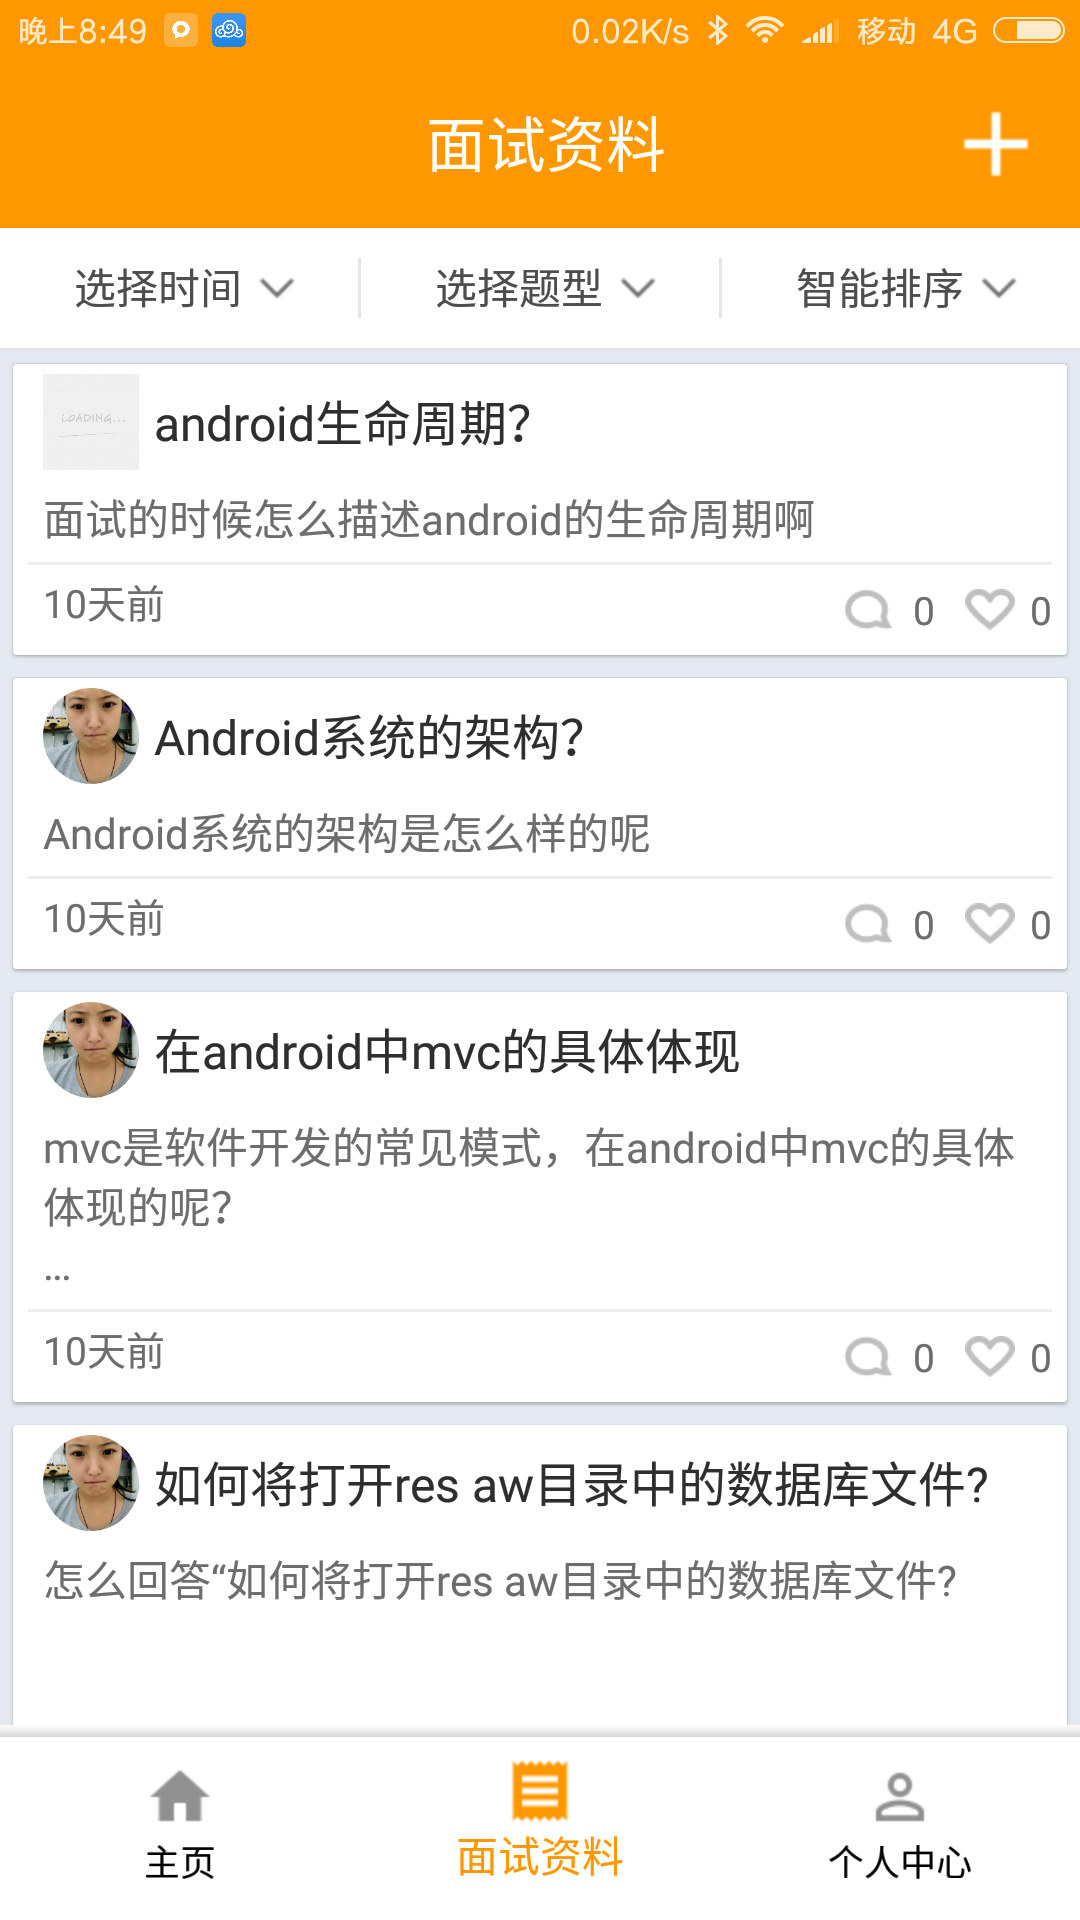 晚上8:49 0.02K/s 移动 4G
面试资料
选择时间 选择题型 智能排序
LOADING...
android生命周期?
面试的时候怎么描述android的生命周期啊
10天前 0 0
Android系统的架构?
Android系统的架构是怎么样的呢
10天前 0 0
在android中mvc的具体体现
mvc是软件开发的常见模式，在android中mvc的具体
体现的呢?
...
10天前 0 0
如何将打开res aw目录中的数据库文件?
怎么回答“如何将打开res aw目录中的数据库文件?
主页 面试资料 个人中心